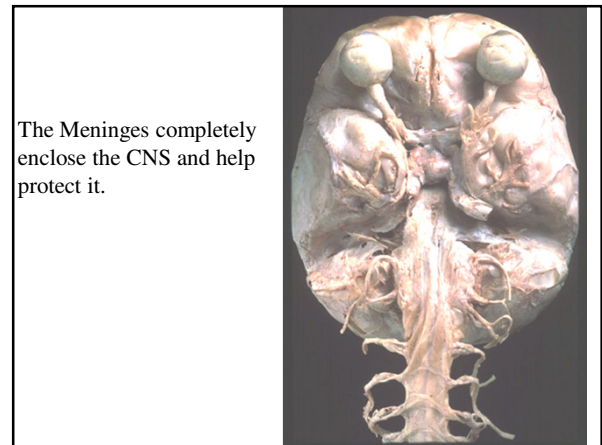 The Meninges completely
enclose the CNS and help
protect it.